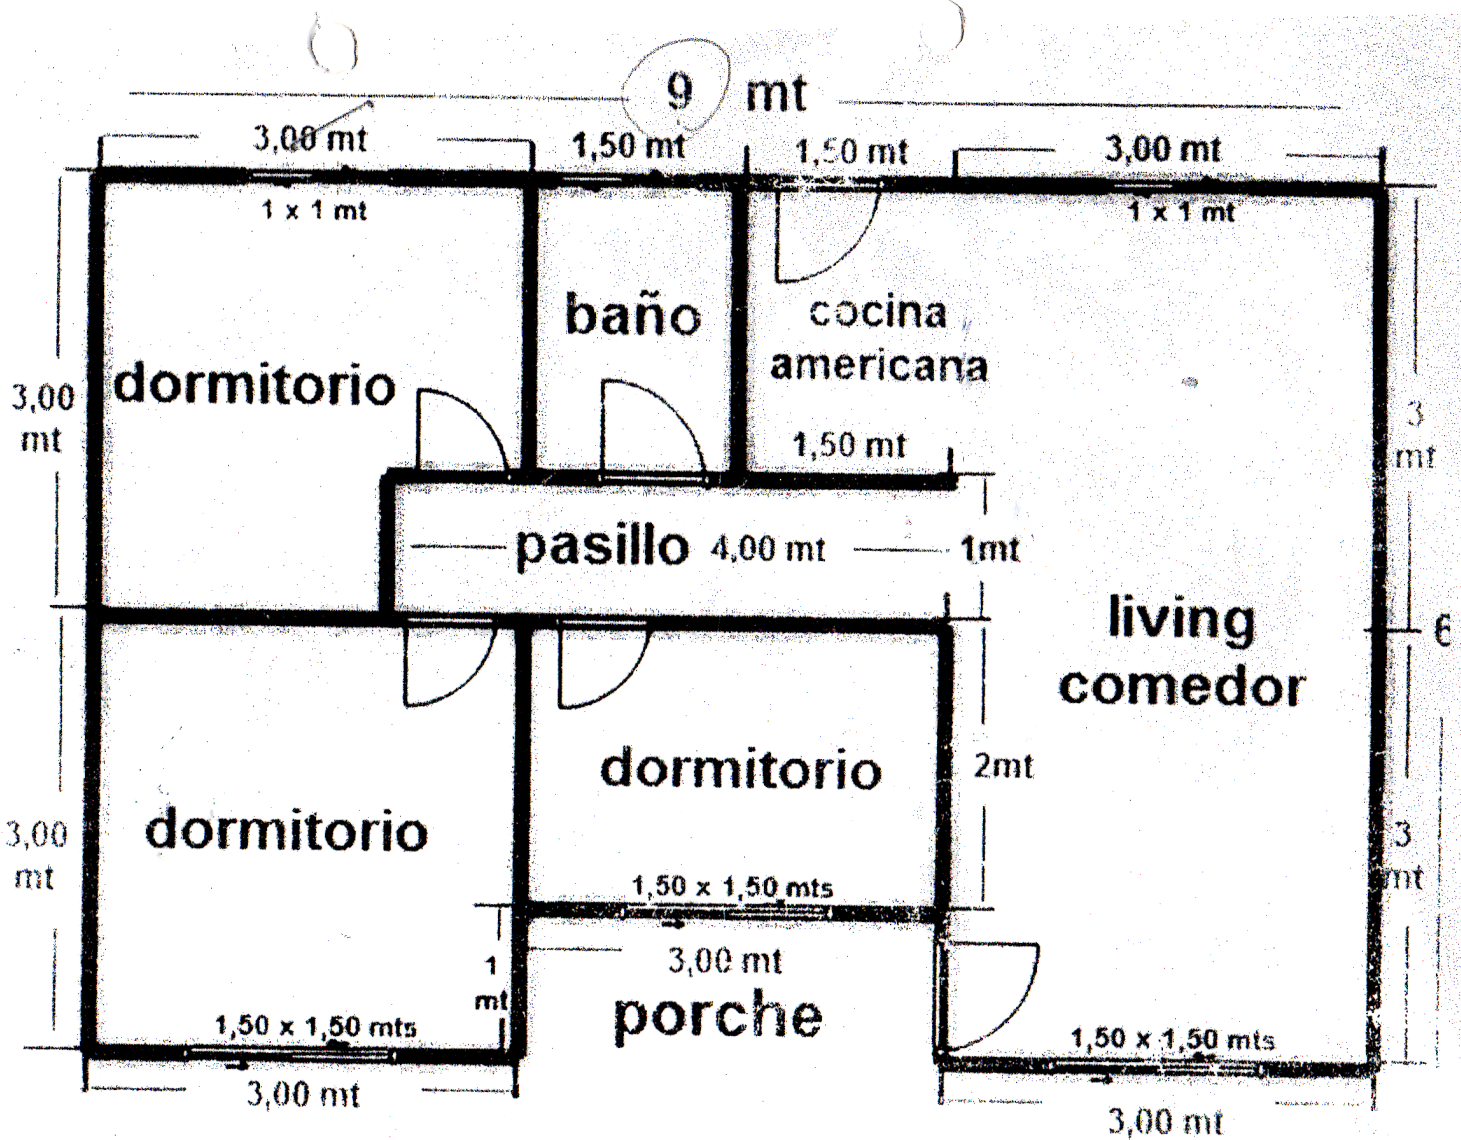 9 mt
3,00 mt
1,50 mt
1,50 mt
3,00 mt
1 x 1 mt
1 x 1 mt
baño
cocina
americana
dormitorio
3,00
mt
3
mt
1,50 mt
pasillo 4,00 mt
1mt
living
comedor
6
dormitorio
2mt
dormitorio
3,00
mt
3
mt
1,50 x 1,50 mts
3,00 mt
1
mt
porche
1,50 x 1,50 mts
1,50 x 1,50 mts
3,00 mt
3,00 mt